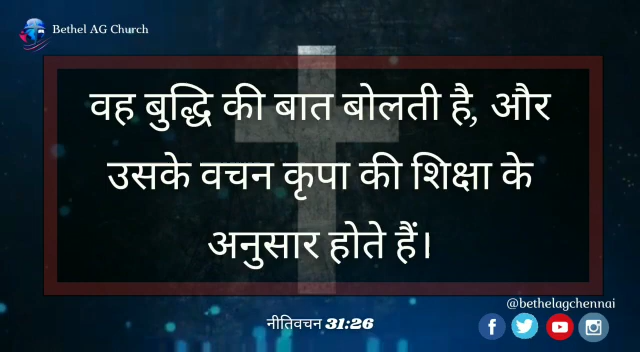 Bethel AG Church
वह बुद्धि की बात बोलती है, और
उसके वचन कृपा की शिक्षा के
अनुसार होते हैं।
@bethelagchennai
नीतिवचन 31:26